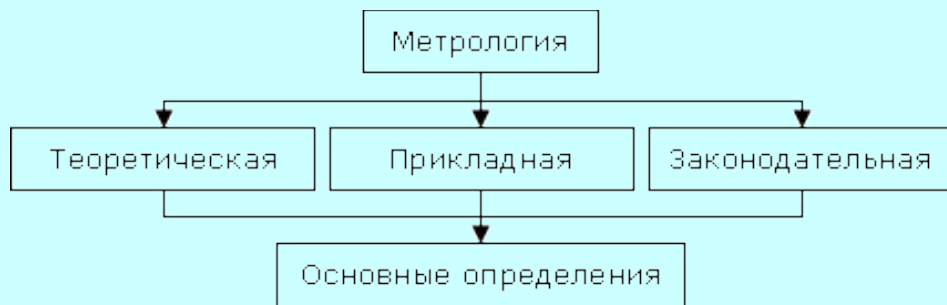 Метрология
Теоретическая
Прикладная
Законодательная
Основные определения